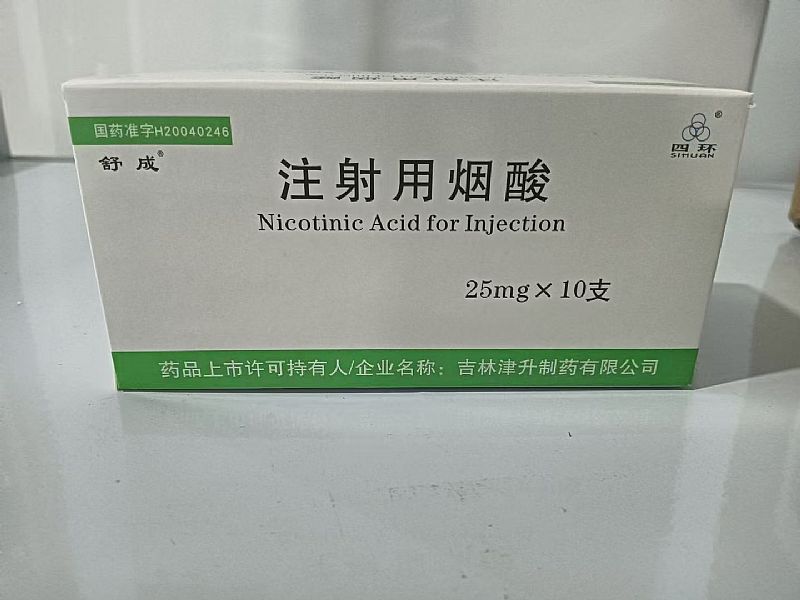 国药准字H20040246
舒成®
四环®
SIHUAN
注射用烟酸
Nicotinic Acid for Injection
25mg×10支
药品上市许可持有人/企业名称：吉林津升制药有限公司